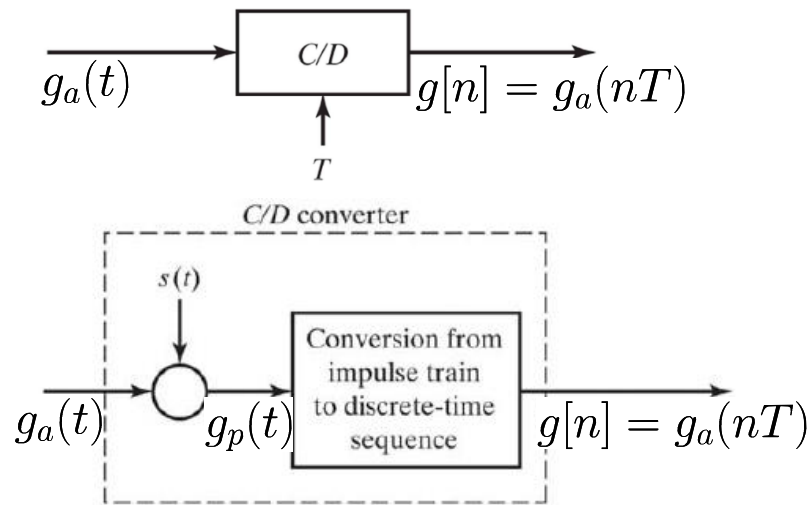 C/D
g_a(t)
g[n] = g_a(nT)
T
C/D converter
s(t)
Conversion from
impulse train
to discrete-time
sequence
g_a(t)
g_p(t)
g[n] = g_a(nT)